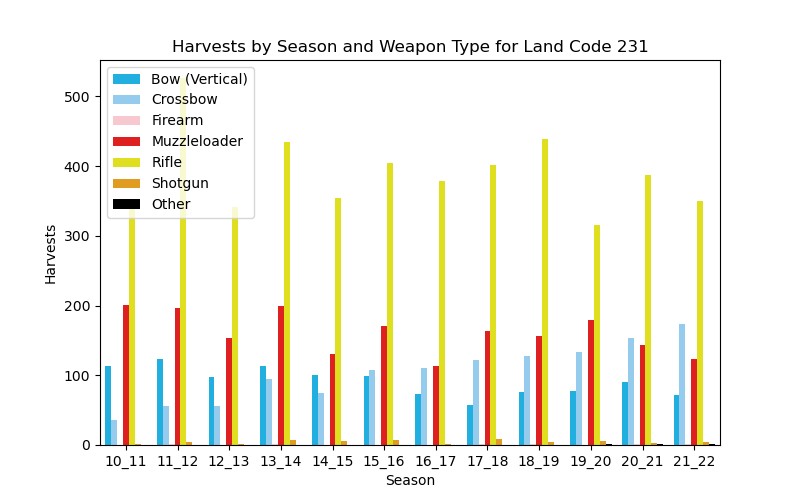 Harvests by Season and Weapon Type for Land Code 231
Bow (Vertical)
Crossbow
Firearm
Muzzleloader
Rifle
Shotgun
Other
500
400
300
200
100
0
Harvests
10_11 11_12 12_13 13_14 14_15 15_16 16_17 17_18 18_19 19_20 20_21 21_22
Season